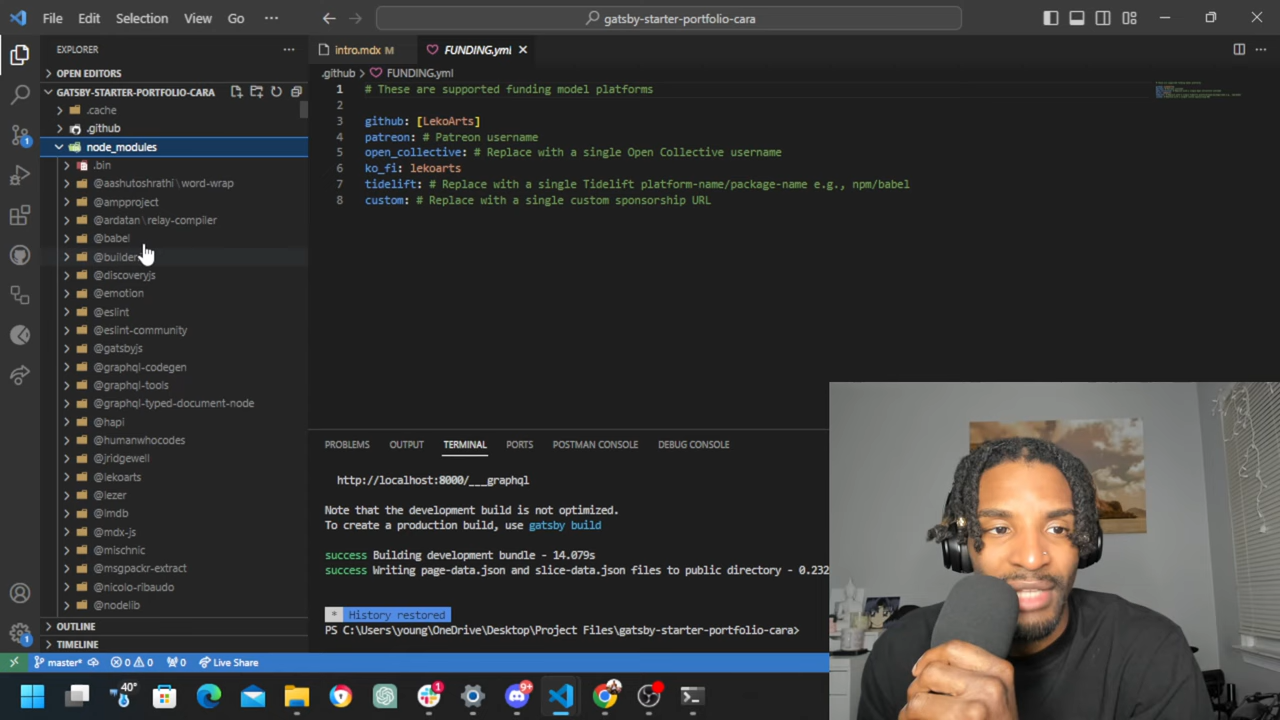 File Edit Selection View Go ···
gatsby-starter-portfolio-cara
EXPLORER ···
OPEN EDITORS
GATSBY-STARTER-PORTFOLIO-CARA
.cache
.github
node_modules
.bin
@aashutoshrathi\word-wrap
@ampproject
@ardatan\relay-compiler
@babel
@builder
@discoveryjs
@emotion
@eslint
@eslint-community
@gatsbyjs
@graphql-codegen
@graphql-tools
@graphql-typed-document-node
@hapi
@humanwhocodes
@jridgewell
@lekoarts
@lezer
@lmdb
@mdx-js
@mischnic
@msgpackr-extract
@nicolo-ribaudo
@nodelib
OUTLINE
TIMELINE
intro.mdx M
FUNDING.yml
.github > FUNDING.yml
1 # These are supported funding model platforms
2
3 github: [LekoArts]
4 patreon: # Patreon username
5 open_collective: # Replace with a single Open Collective username
6 ko_fi: lekoarts
7 tidelift: # Replace with a single Tidelift platform-name/package-name e.g., npm/babel
8 custom: # Replace with a single custom sponsorship URL
PROBLEMS OUTPUT TERMINAL PORTS POSTMAN CONSOLE DEBUG CONSOLE
http://localhost:8000/___graphql
Note that the development build is not optimized.
To create a production build, use gatsby build
success Building development bundle - 14.079s
success Writing page-data.json and slice-data.json files to public directory - 0.232
* History restored
PS C:\Users\young\OneDrive\Desktop\Project Files\gatsby-starter-portfolio-cara>
master* 0 0 0 Live Share
40°
1
9+